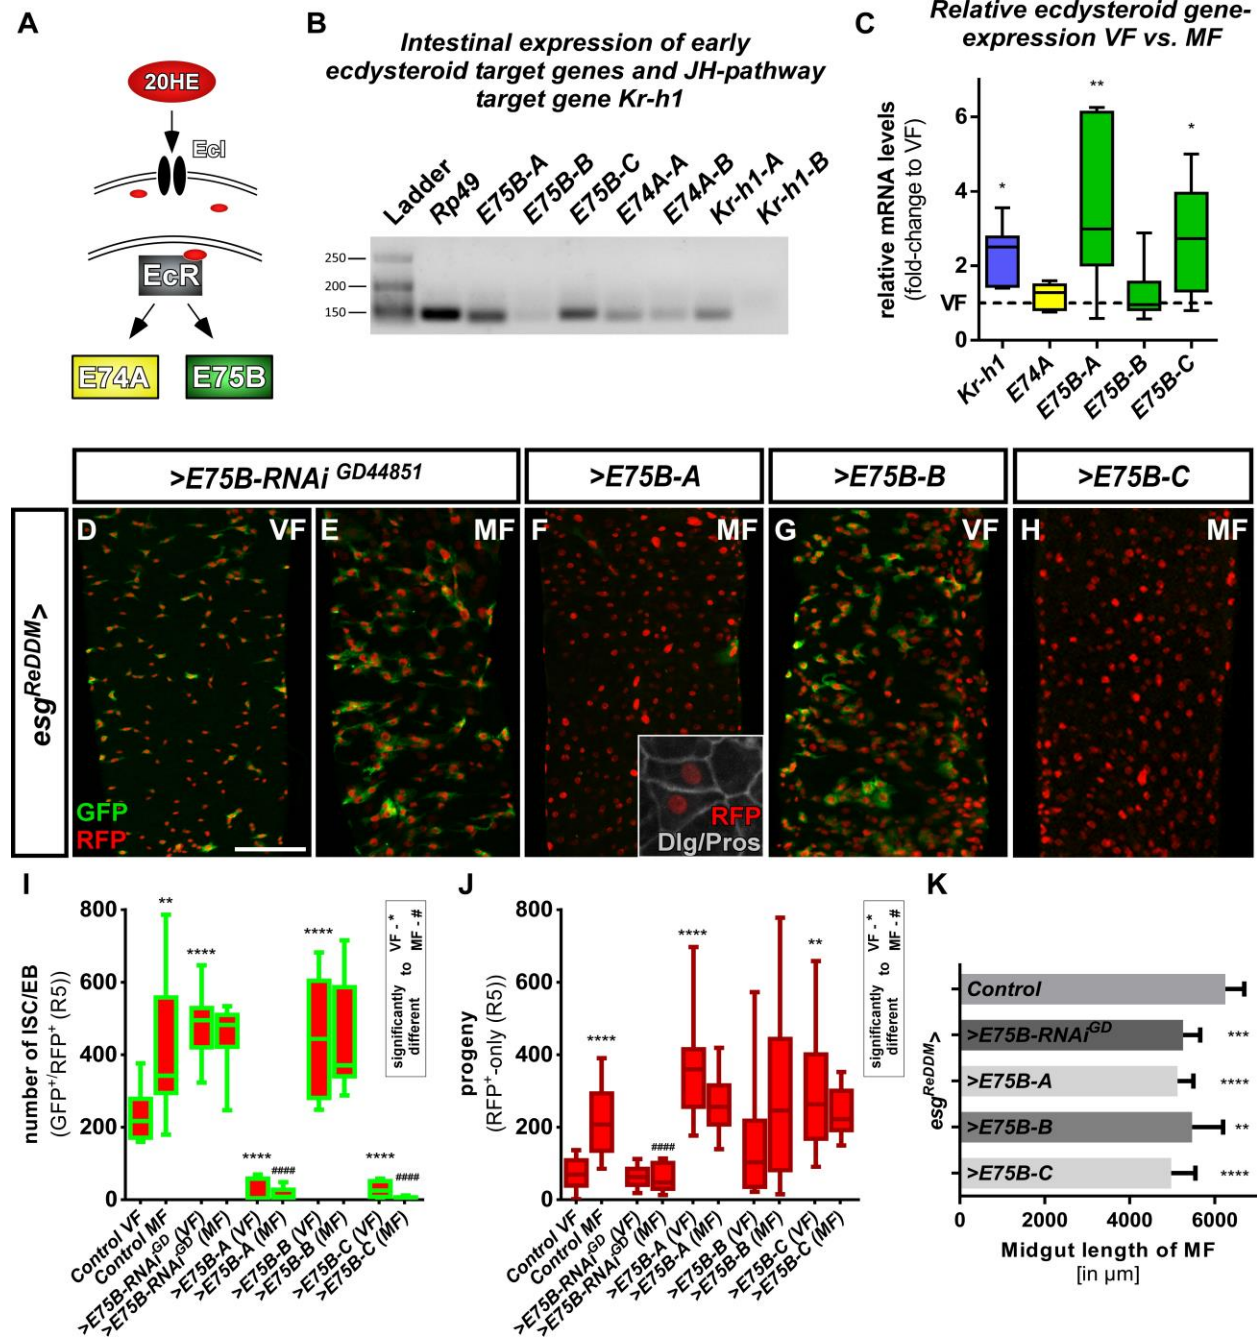 A
20HE
EcI
EcR
E74A
E75B
B
Intestinal expression of early
ecdysteroid target genes and JH-pathway
target gene Kr-h1
Ladder
Rp49
E75B-A
E75B-B
E75B-C
E74A-A
E74A-B
Kr-h1-A
Kr-h1-B
250
200
150
C
Relative ecdysteroid gene-
expression VF vs. MF
relative mRNA levels
(fold-change to VF)
6
4
2
VF
0
*
**
*
Kr-h1
E74A
E75B-A
E75B-B
E75B-C
>E75B-RNAi GD44851
>E75B-A
>E75B-B
>E75B-C
esgReDDM>
D
VF
E
MF
F
MF
G
VF
H
MF
GFP
RFP
RFP
Dlg/Pros
I
number of ISC/EB
(GFP+/RFP+ (R5))
800
600
400
200
0
**
****
****
####
****
****
####
significantly
different
to
VF - *
MF - #
Control VF
Control MF
>E75B-RNAiGD (VF)
>E75B-RNAiGD (MF)
>E75B-A (VF)
>E75B-A (MF)
>E75B-B (VF)
>E75B-B (MF)
>E75B-C (VF)
>E75B-C (MF)
J
progeny
(RFP+-only (R5))
800
600
400
200
0
****
####
****
**
significantly
different
to
VF - *
MF - #
Control VF
Control MF
>E75B-RNAiGD (VF)
>E75B-RNAiGD (MF)
>E75B-A (VF)
>E75B-A (MF)
>E75B-B (VF)
>E75B-B (MF)
>E75B-C (VF)
>E75B-C (MF)
K
esgReDDM>
Control
>E75B-RNAiGD
***
>E75B-A
****
>E75B-B
**
>E75B-C
****
0
2000
4000
6000
Midgut length of MF
[in µm]